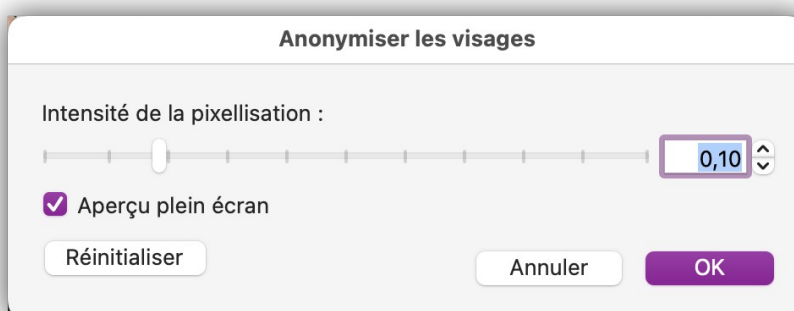 Anonymiser les visages
Intensité de la pixellisation :
0,10
Aperçu plein écran
Réinitialiser
Annuler
OK